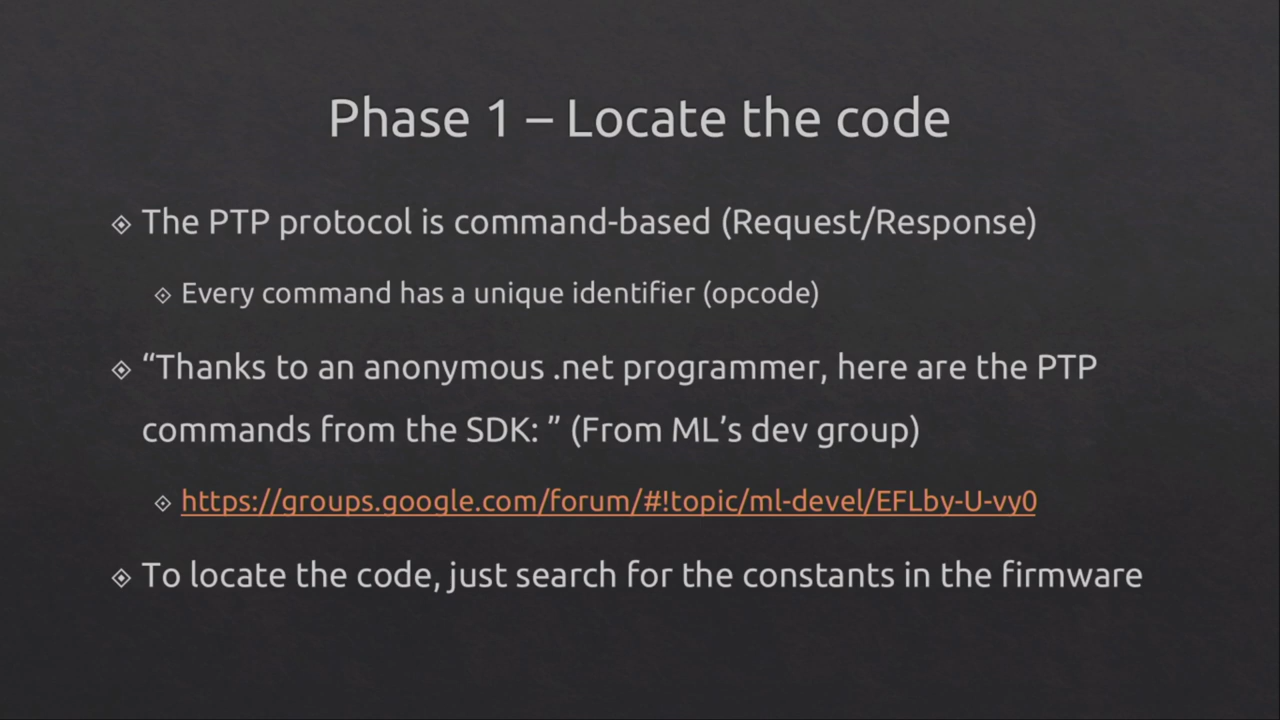 Phase 1 – Locate the code
The PTP protocol is command-based (Request/Response)
Every command has a unique identifier (opcode)
“Thanks to an anonymous .net programmer, here are the PTP
commands from the SDK: ” (From ML’s dev group)
https://groups.google.com/forum/#!topic/ml-devel/EFLby-U-vy0
To locate the code, just search for the constants in the firmware